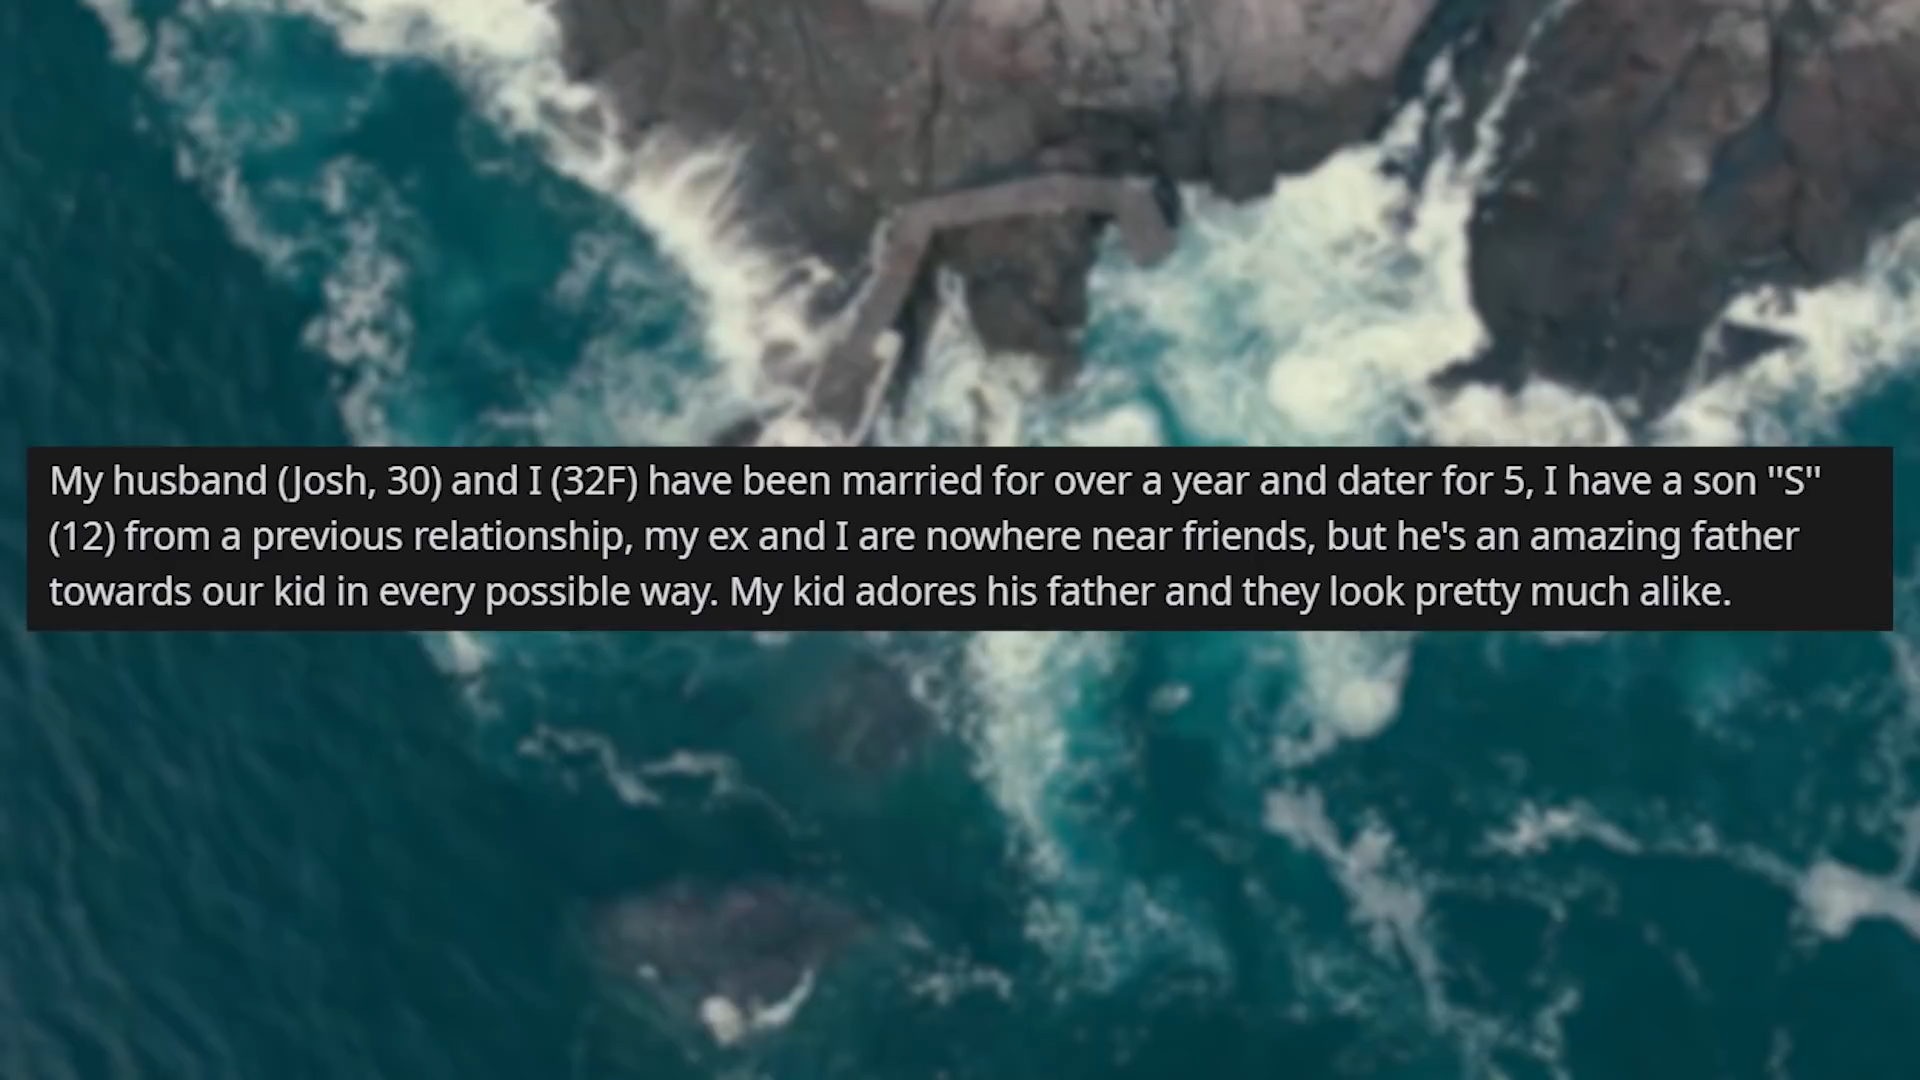 My husband (Josh, 30) and I (32F) have been married for over a year and dater for 5, I have a son "S"
(12) from a previous relationship, my ex and I are nowhere near friends, but he's an amazing father
towards our kid in every possible way. My kid adores his father and they look pretty much alike.